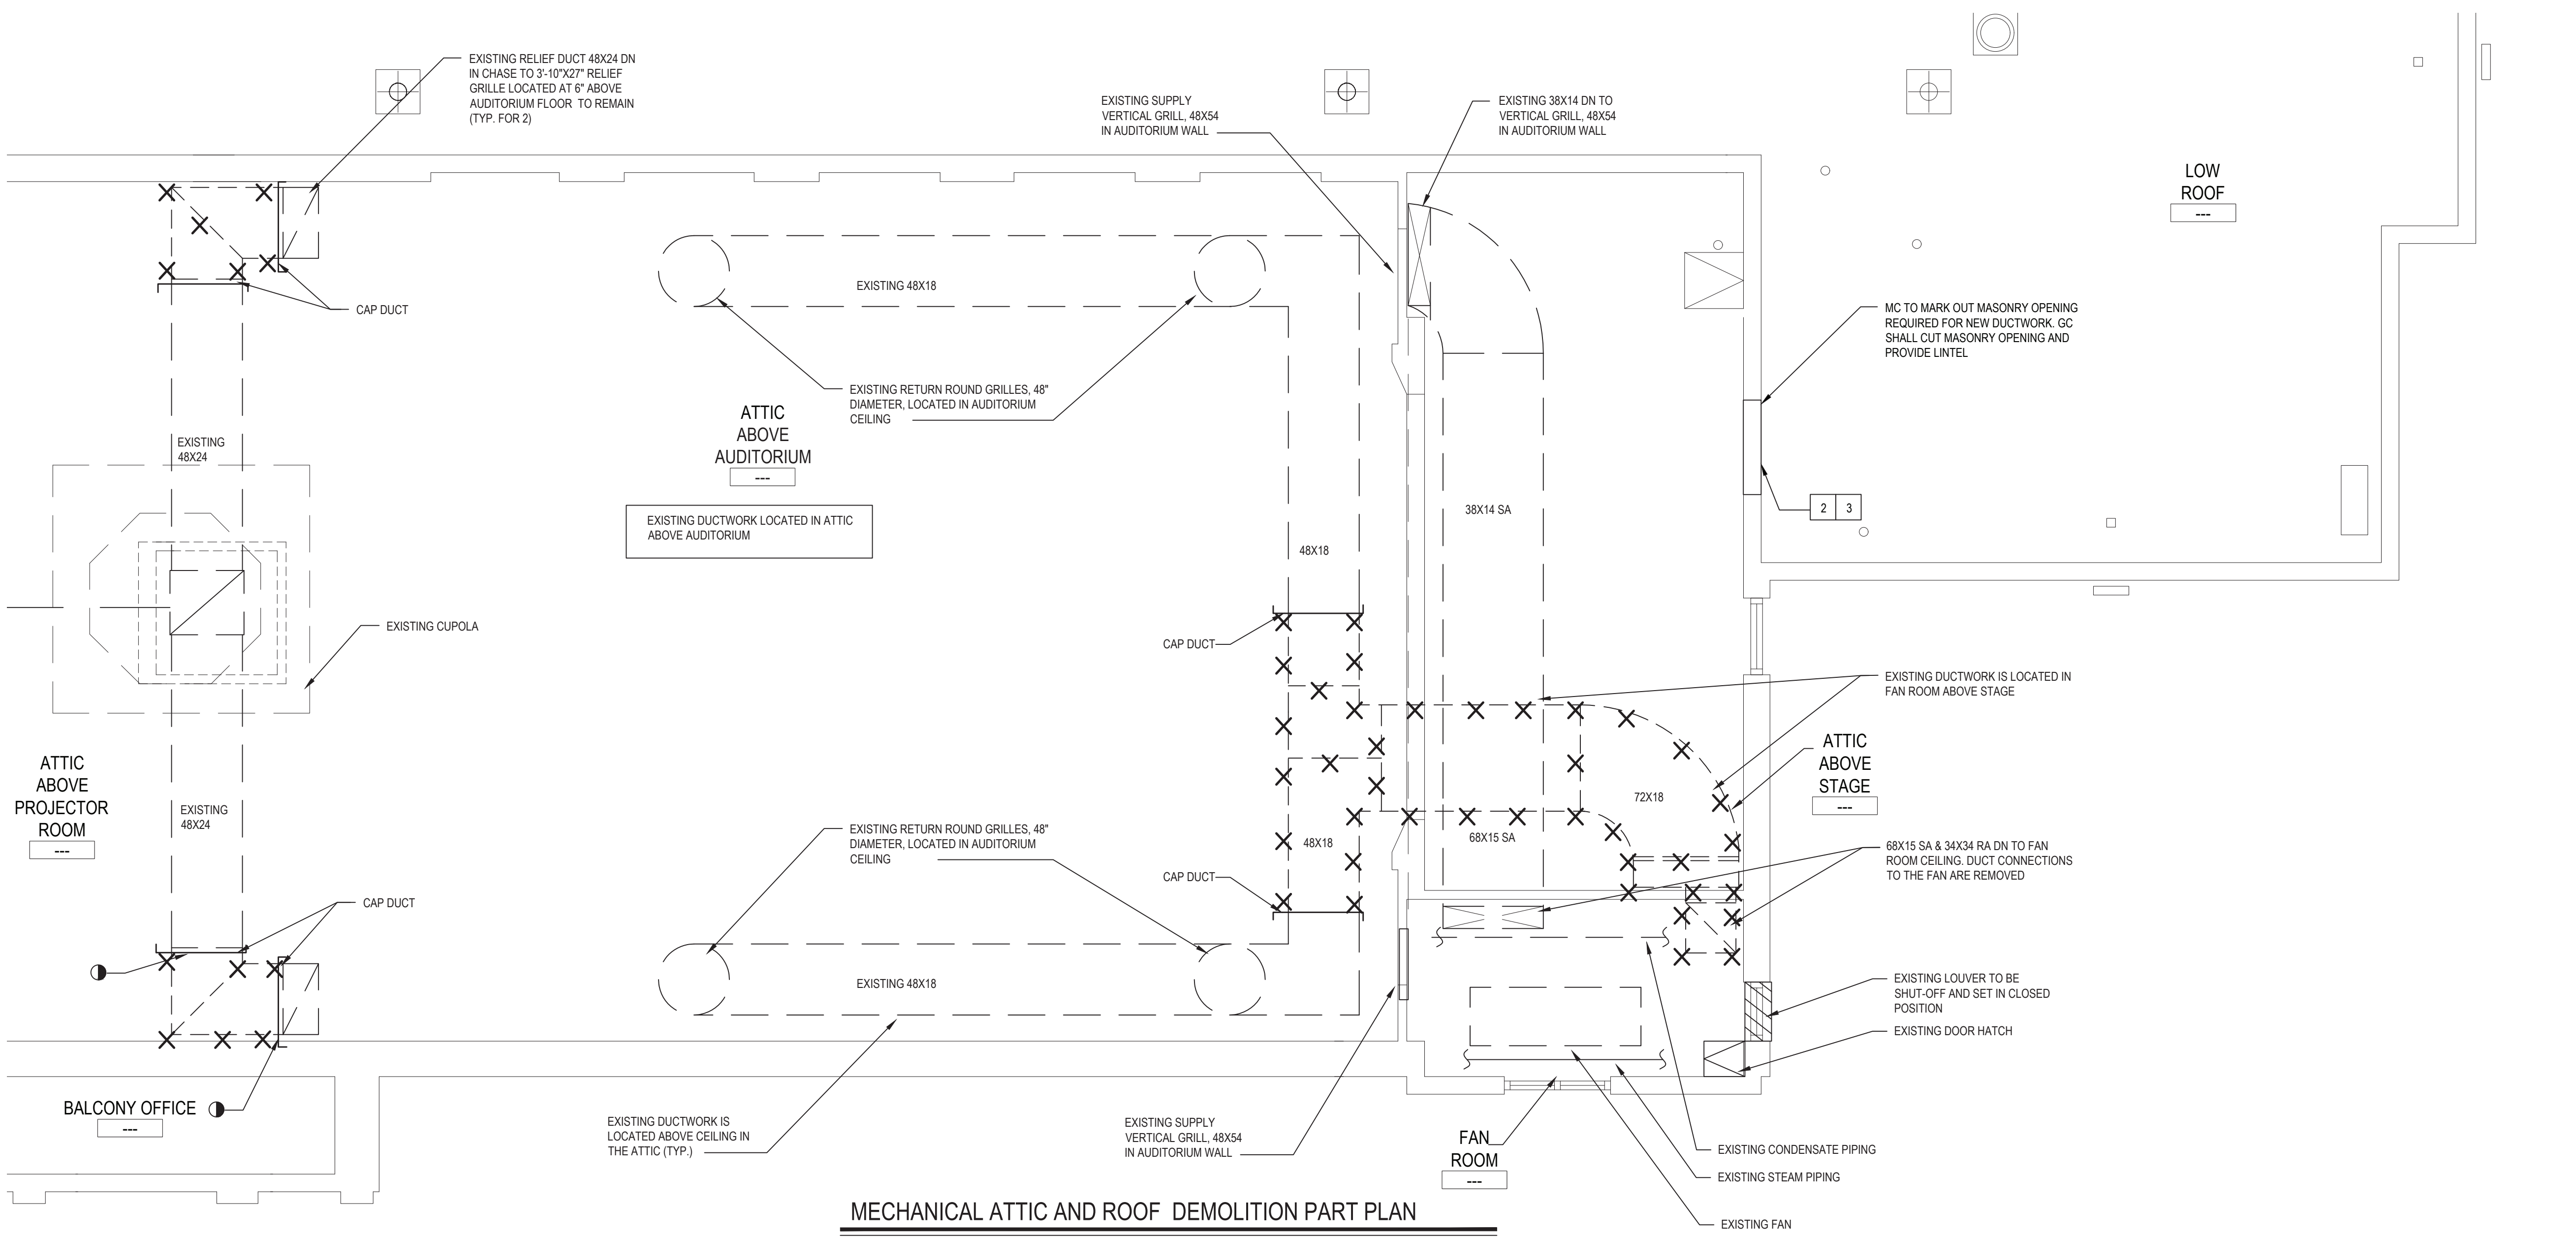 EXISTING RELIEF DUCT 48X24 DN
IN CHASE TO 3'-10"X27" RELIEF
GRILLE LOCATED AT 6" ABOVE
AUDITORIUM FLOOR TO REMAIN
(TYP. FOR 2)
EXISTING SUPPLY
VERTICAL GRILL, 48X54
IN AUDITORIUM WALL
EXISTING 38X14 DN TO
VERTICAL GRILL, 48X54
IN AUDITORIUM WALL
LOW
ROOF
---
EXISTING 48X18
CAP DUCT
MC TO MARK OUT MASONRY OPENING
REQUIRED FOR NEW DUCTWORK. GC
SHALL CUT MASONRY OPENING AND
PROVIDE LINTEL
EXISTING RETURN ROUND GRILLES, 48"
DIAMETER, LOCATED IN AUDITORIUM
CEILING
ATTIC
ABOVE
AUDITORIUM
---
EXISTING
48X24
EXISTING DUCTWORK LOCATED IN ATTIC
ABOVE AUDITORIUM
38X14 SA
2 3
48X18
EXISTING CUPOLA
CAP DUCT
EXISTING DUCTWORK IS LOCATED IN
FAN ROOM ABOVE STAGE
ATTIC
ABOVE
STAGE
---
ATTIC
ABOVE
PROJECTOR
ROOM
---
EXISTING
48X24
72X18
EXISTING RETURN ROUND GRILLES, 48"
DIAMETER, LOCATED IN AUDITORIUM
CEILING
48X18
68X15 SA
68X15 SA & 34X34 RA DN TO FAN
ROOM CEILING. DUCT CONNECTIONS
TO THE FAN ARE REMOVED
CAP DUCT
CAP DUCT
EXISTING 48X18
EXISTING LOUVER TO BE
SHUT-OFF AND SET IN CLOSED
POSITION
EXISTING DOOR HATCH
BALCONY OFFICE
---
EXISTING DUCTWORK IS
LOCATED ABOVE CEILING IN
THE ATTIC (TYP.)
EXISTING SUPPLY
VERTICAL GRILL, 48X54
IN AUDITORIUM WALL
FAN
ROOM
---
EXISTING CONDENSATE PIPING
EXISTING STEAM PIPING
EXISTING FAN
MECHANICAL ATTIC AND ROOF DEMOLITION PART PLAN